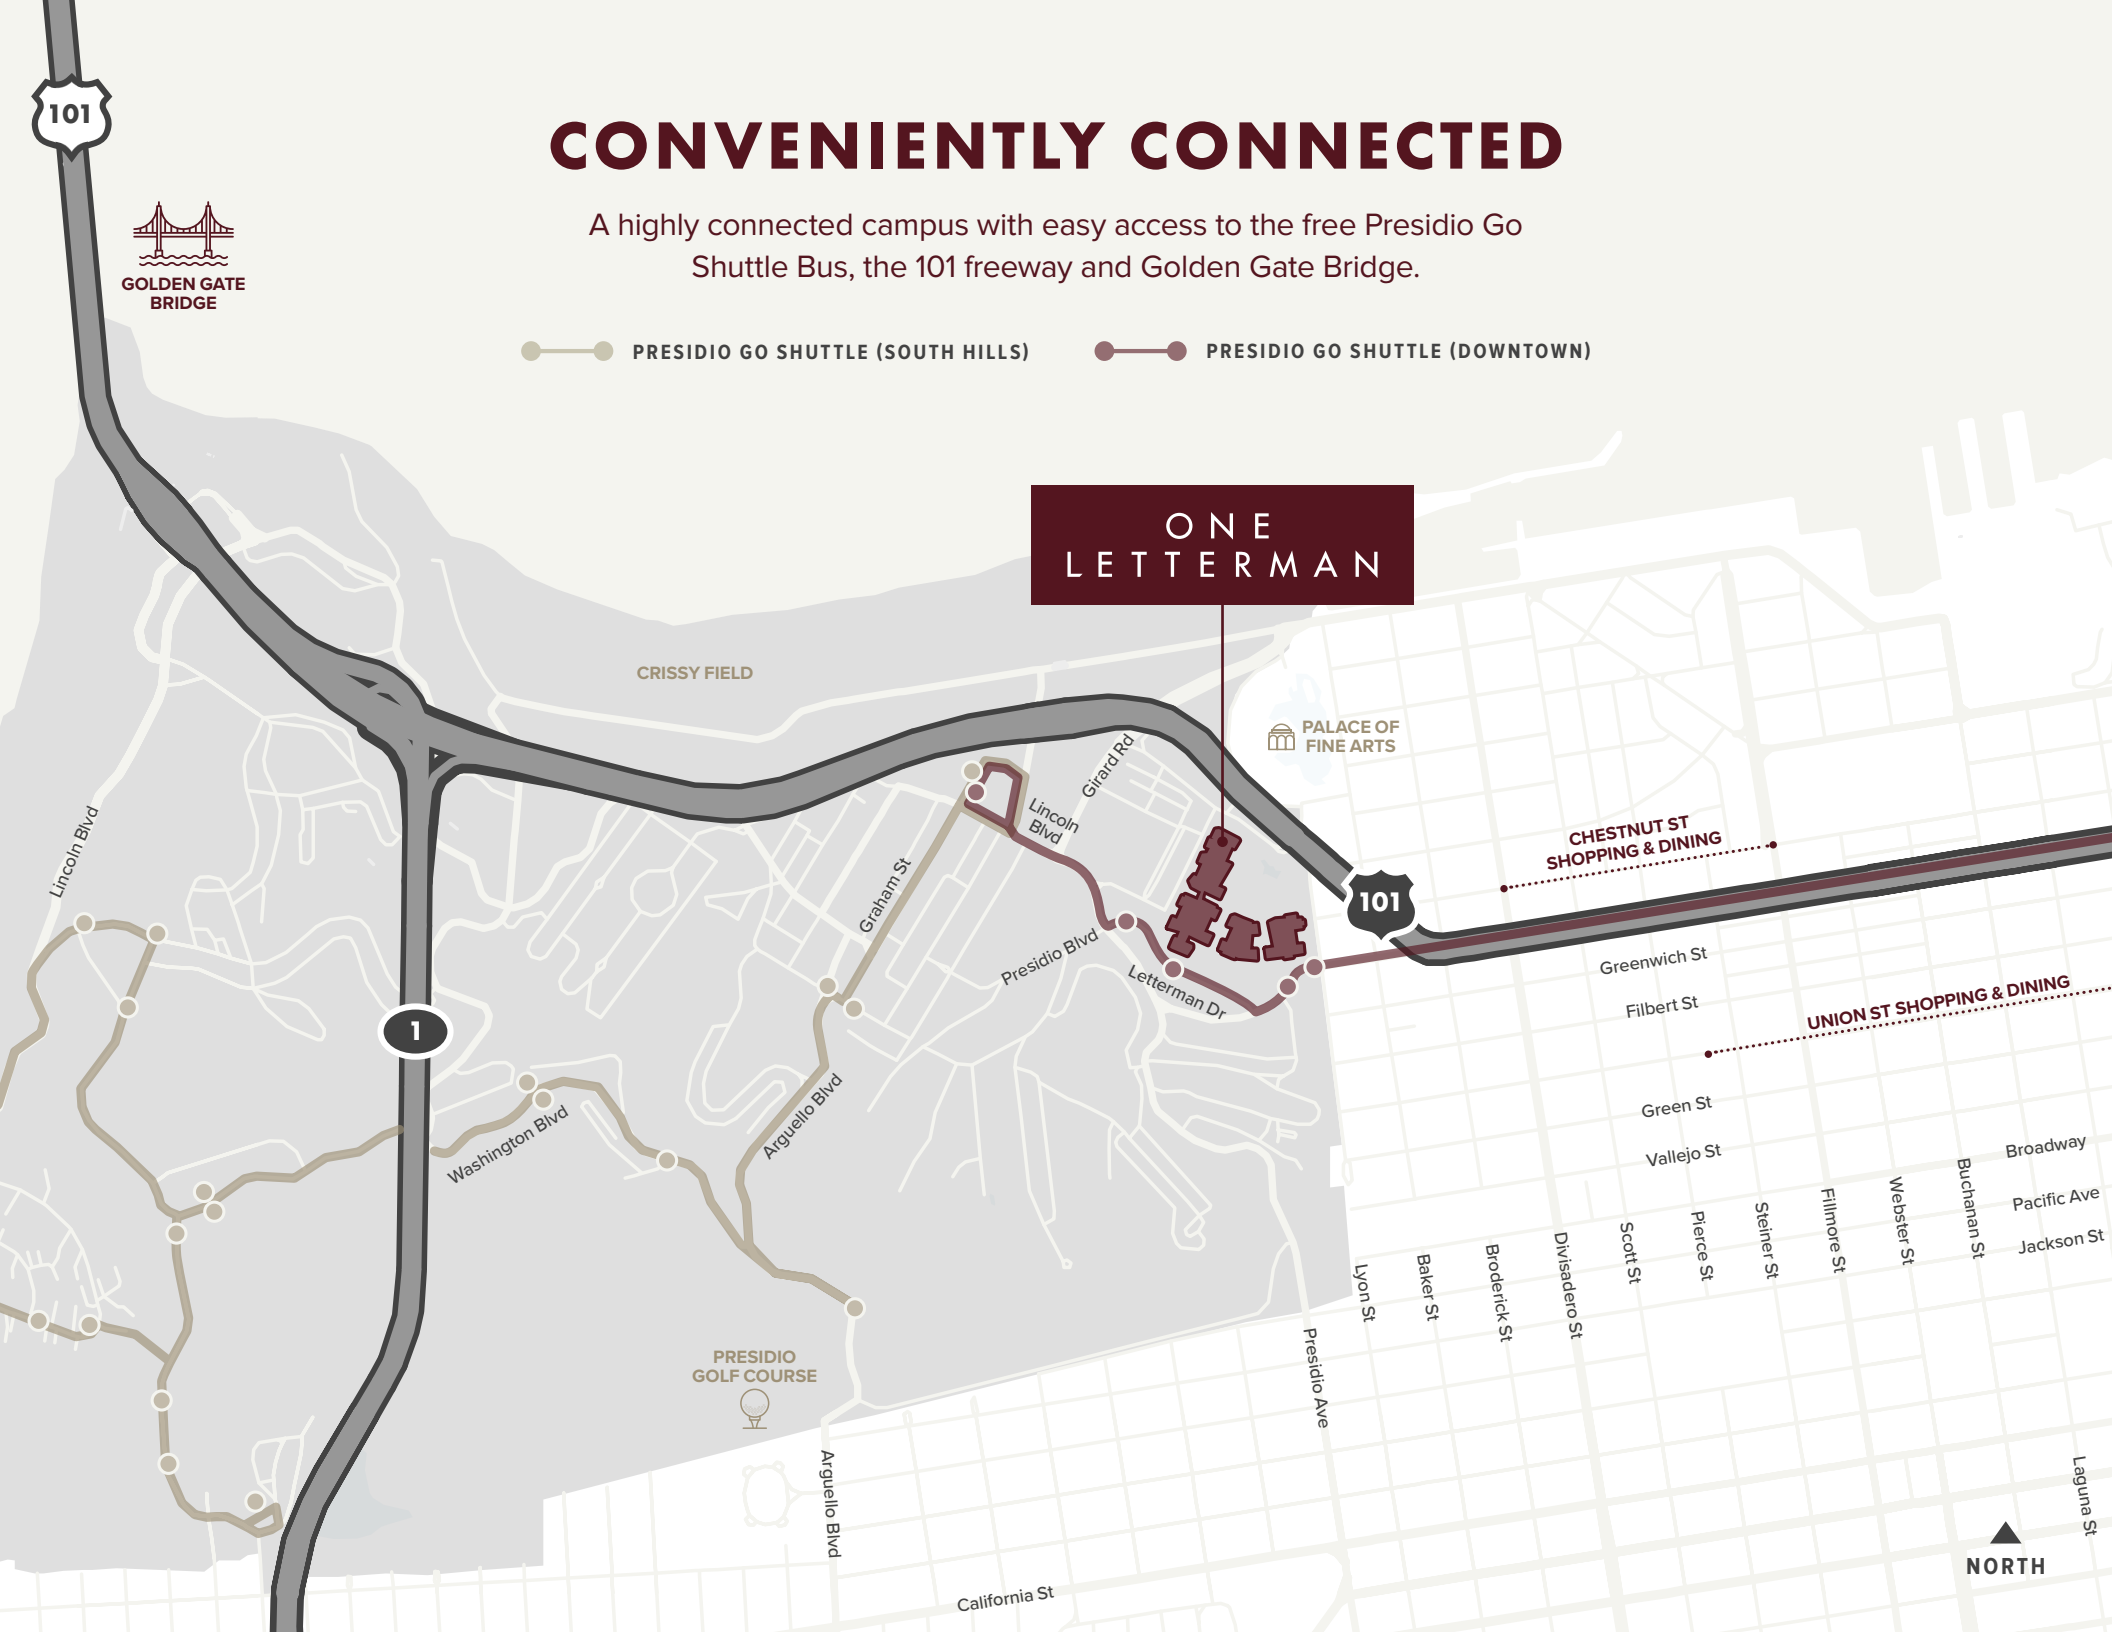 101
CONVENIENTLY CONNECTED
A highly connected campus with easy access to the free Presidio Go
Shuttle Bus, the 101 freeway and Golden Gate Bridge.
GOLDEN GATE
BRIDGE
PRESIDIO GO SHUTTLE (SOUTH HILLS)
PRESIDIO GO SHUTTLE (DOWNTOWN)
ONE
LETTERMAN
CRISSY FIELD
PALACE OF
FINE ARTS
Girard Rd
Lincoln
Blvd
Lincoln Blvd
Graham St
CHESTNUT ST
SHOPPING & DINING
101
Presidio Blvd
Letterman Dr
Greenwich St
Filbert St
UNION ST SHOPPING & DINING
1
Washington Blvd
Arguello Blvd
Green St
Vallejo St
Broadway
Pacific Ave
Jackson St
Lyon St
Baker St
Broderick St
Divisadero St
Scott St
Pierce St
Steiner St
Fillmore St
Webster St
Buchanan St
PRESIDIO
GOLF COURSE
Presidio Ave
Arguello Blvd
Laguna St
California St
NORTH